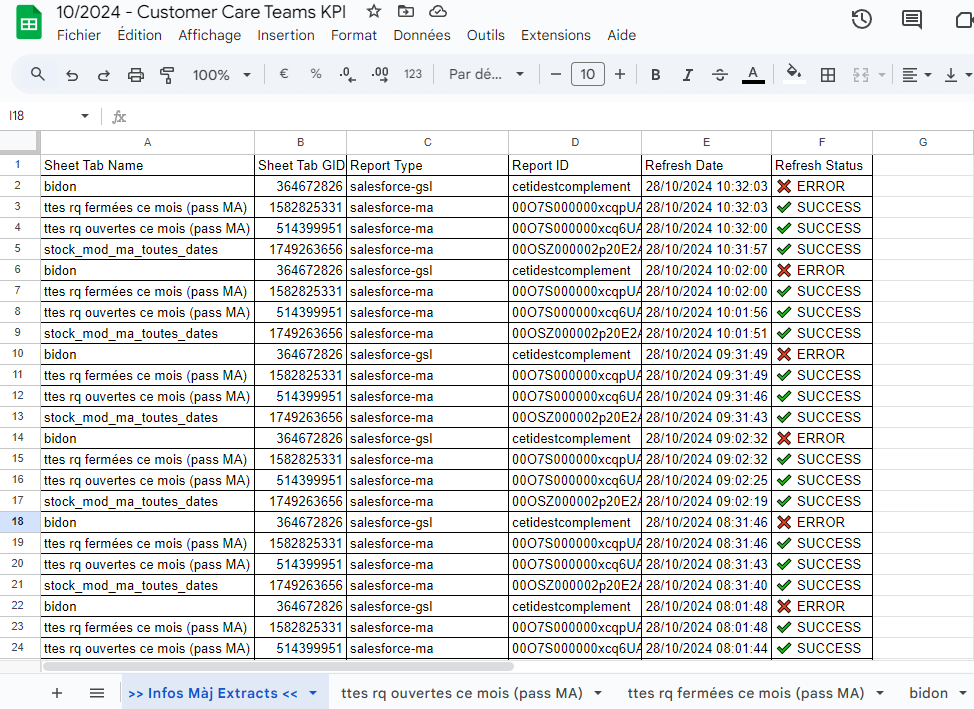 10/2024 - Customer Care Teams KPI
Fichier Édition Affichage Insertion Format Données Outils Extensions Aide
100% € % .0 .00 123 Par dé... 10 B I A
I18 fx
A B C D E F G
1 Sheet Tab Name Sheet Tab GID Report Type Report ID Refresh Date Refresh Status
2 bidon 364672826 salesforce-gsl cetidestcomplement 28/10/2024 10:32:03 ❌ ERROR
3 ttes rq fermées ce mois (pass MA) 1582825331 salesforce-ma 00O7S000000xcqpUA 28/10/2024 10:32:03 ✔ SUCCESS
4 ttes rq ouvertes ce mois (pass MA) 514399951 salesforce-ma 00O7S000000xcq6UA 28/10/2024 10:32:00 ✔ SUCCESS
5 stock_mod_ma_toutes_dates 1749263656 salesforce-ma 00OSZ000002p20E2A 28/10/2024 10:31:57 ✔ SUCCESS
6 bidon 364672826 salesforce-gsl cetidestcomplement 28/10/2024 10:02:00 ❌ ERROR
7 ttes rq fermées ce mois (pass MA) 1582825331 salesforce-ma 00O7S000000xcqpUA 28/10/2024 10:02:00 ✔ SUCCESS
8 ttes rq ouvertes ce mois (pass MA) 514399951 salesforce-ma 00O7S000000xcq6UA 28/10/2024 10:01:56 ✔ SUCCESS
9 stock_mod_ma_toutes_dates 1749263656 salesforce-ma 00OSZ000002p20E2A 28/10/2024 10:01:51 ✔ SUCCESS
10 bidon 364672826 salesforce-gsl cetidestcomplement 28/10/2024 09:31:49 ❌ ERROR
11 ttes rq fermées ce mois (pass MA) 1582825331 salesforce-ma 00O7S000000xcqpUA 28/10/2024 09:31:49 ✔ SUCCESS
12 ttes rq ouvertes ce mois (pass MA) 514399951 salesforce-ma 00O7S000000xcq6UA 28/10/2024 09:31:46 ✔ SUCCESS
13 stock_mod_ma_toutes_dates 1749263656 salesforce-ma 00OSZ000002p20E2A 28/10/2024 09:31:43 ✔ SUCCESS
14 bidon 364672826 salesforce-gsl cetidestcomplement 28/10/2024 09:02:32 ❌ ERROR
15 ttes rq fermées ce mois (pass MA) 1582825331 salesforce-ma 00O7S000000xcqpUA 28/10/2024 09:02:32 ✔ SUCCESS
16 ttes rq ouvertes ce mois (pass MA) 514399951 salesforce-ma 00O7S000000xcq6UA 28/10/2024 09:02:25 ✔ SUCCESS
17 stock_mod_ma_toutes_dates 1749263656 salesforce-ma 00OSZ000002p20E2A 28/10/2024 09:02:19 ✔ SUCCESS
18 bidon 364672826 salesforce-gsl cetidestcomplement 28/10/2024 08:31:46 ❌ ERROR
19 ttes rq fermées ce mois (pass MA) 1582825331 salesforce-ma 00O7S000000xcqpUA 28/10/2024 08:31:46 ✔ SUCCESS
20 ttes rq ouvertes ce mois (pass MA) 514399951 salesforce-ma 00O7S000000xcq6UA 28/10/2024 08:31:43 ✔ SUCCESS
21 stock_mod_ma_toutes_dates 1749263656 salesforce-ma 00OSZ000002p20E2A 28/10/2024 08:31:40 ✔ SUCCESS
22 bidon 364672826 salesforce-gsl cetidestcomplement 28/10/2024 08:01:48 ❌ ERROR
23 ttes rq fermées ce mois (pass MA) 1582825331 salesforce-ma 00O7S000000xcqpUA 28/10/2024 08:01:48 ✔ SUCCESS
24 ttes rq ouvertes ce mois (pass MA) 514399951 salesforce-ma 00O7S000000xcq6UA 28/10/2024 08:01:44 ✔ SUCCESS
>> Infos Màj Extracts << ttes rq ouvertes ce mois (pass MA) ttes rq fermées ce mois (pass MA) bidon